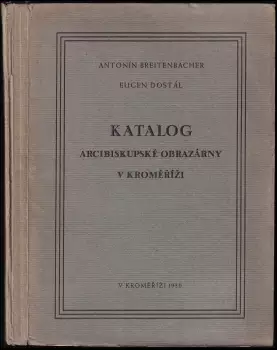 ANTONÍN BREITENBACHER
EUGEN DOSTÁL
KATALOG
ARCIBISKUPSKÉ OBRAZÁRNY
V KROMĚŘÍŽI
V KROMĚŘÍŽI